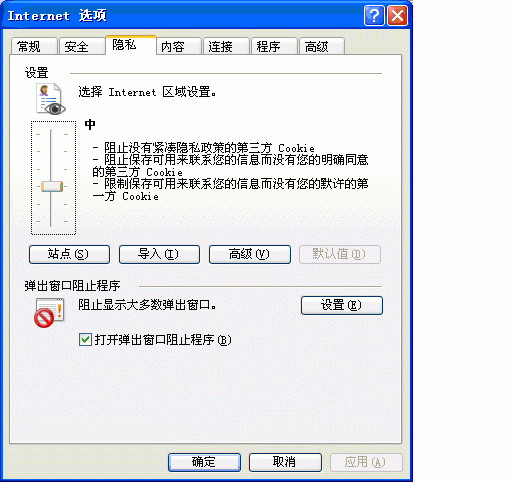 Internet 选项
常规 安全 隐私 内容 连接 程序 高级
设置
选择 Internet 区域设置。
中
- 阻止没有紧凑隐私政策的第三方 Cookie
- 阻止保存可用来联系您的信息而没有您的明确同意
的第三方 Cookie
- 限制保存可用来联系您的信息而没有您的默许的第
一方 Cookie
站点(S) 导入(I) 高级(V) 默认值(D)
弹出窗口阻止程序
阻止显示大多数弹出窗口。 设置(E)
打开弹出窗口阻止程序(B)
确定 取消 应用(A)